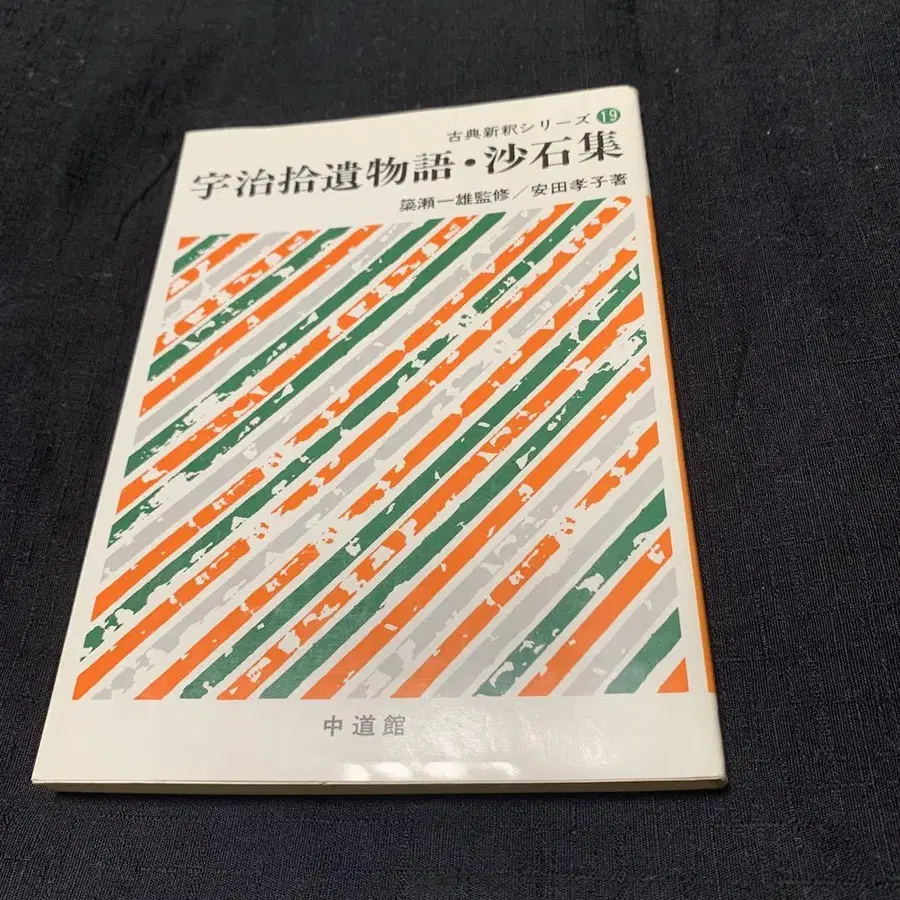 古典新釈シリーズ 19
宇治拾遺物語・沙石集
簗瀬一雄監修/安田孝子著
中道館